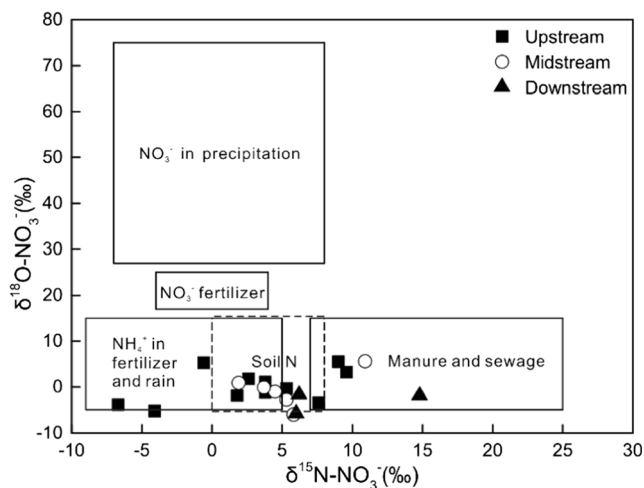 80
70
60
50
40
30
20
10
0
-10
δ¹⁸O-NO₃⁻(‰)
Upstream
Midstream
Downstream
NO₃⁻ in precipitation
NO₃⁻ fertilizer
NH₄⁺ in
fertilizer
and rain
Soil N
Manure and sewage
-10 -5 0 5 10 15 20 25 30
δ¹⁵N-NO₃⁻(‰)